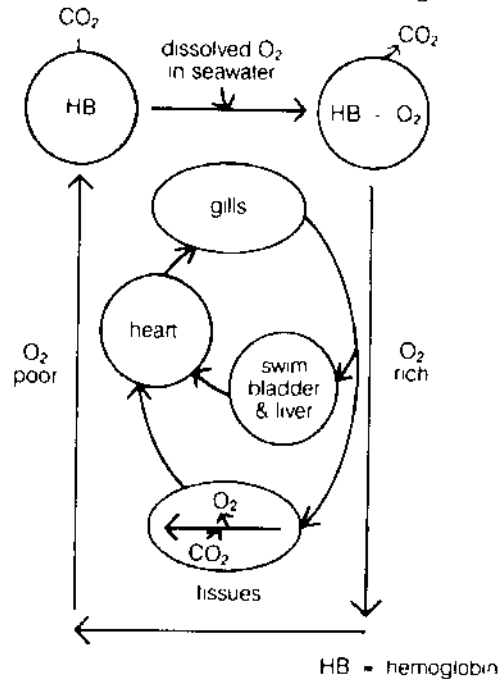 CO₂
dissolved O₂
in seawater
CO₂
HB
HB - O₂
gills
heart
O₂
poor
swim
bladder
& liver
O₂
rich
O₂
CO₂
tissues
HB = hemoglobin